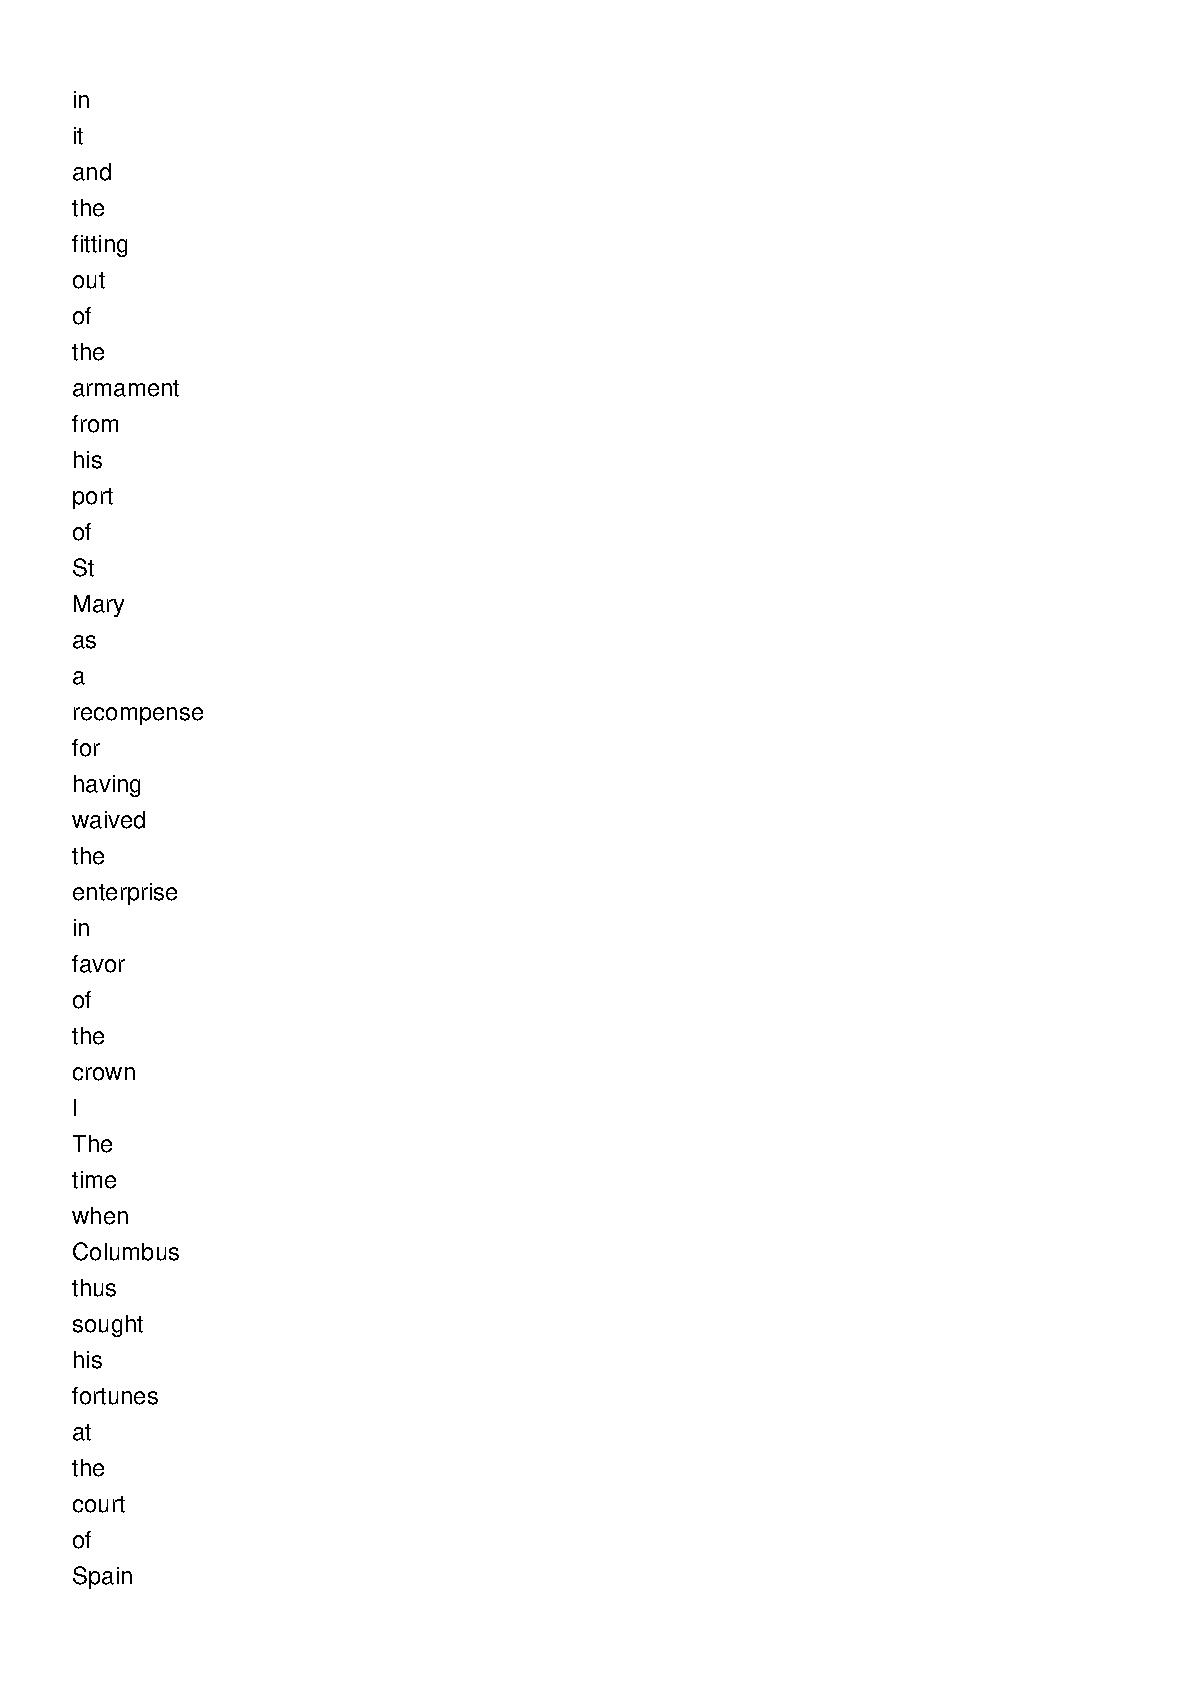 in
it
and
the
fitting
out
of
the
armament
from
his
port
of
St
Mary
as
a
recompense
for
having
waived
the
enterprise
in
favor
of
the
crown
I
The
time
when
Columbus
thus
sought
his
fortunes
at
the
court
of
Spain